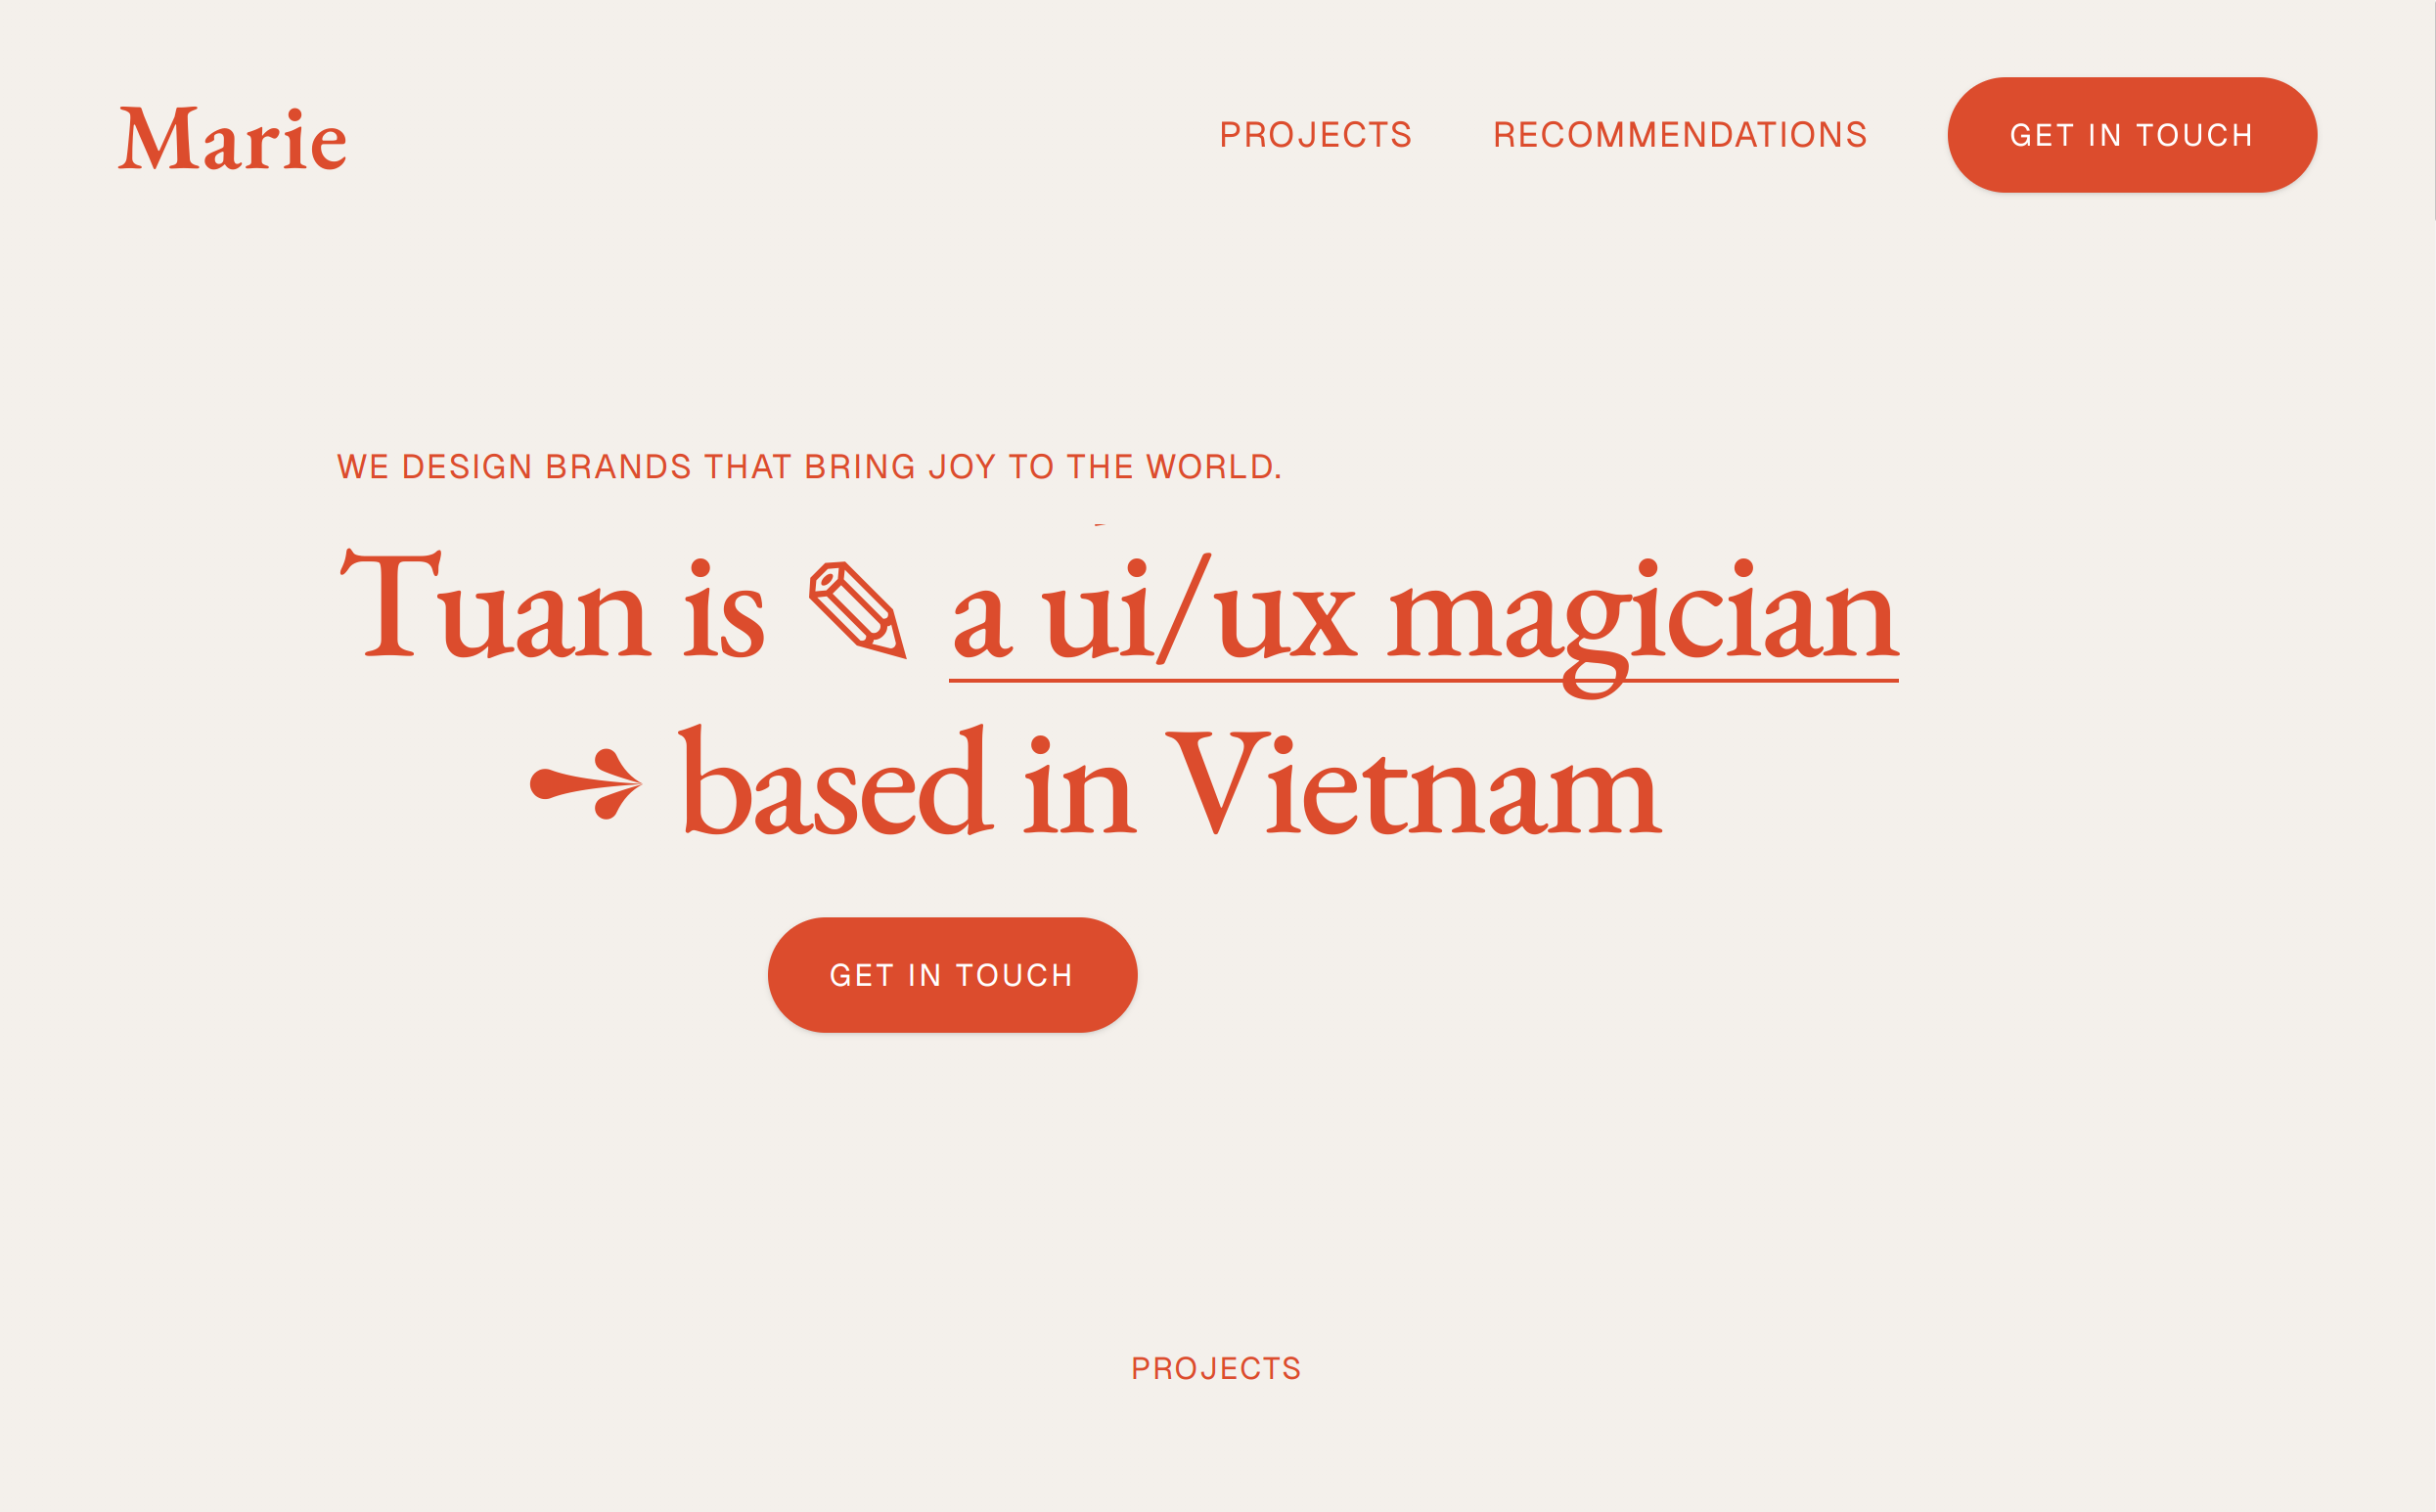 Marie
PROJECTS
RECOMMENDATIONS
GET IN TOUCH
WE DESIGN BRANDS THAT BRING JOY TO THE WORLD.
Tuan is ✎ a ui/ux magician
➛ based in Vietnam
GET IN TOUCH
PROJECTS